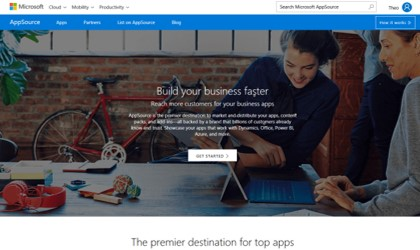 Microsoft Cloud Mobility Productivity Search Microsoft AppSource Theo
AppSource Apps Partners List on AppSource Blog How it works
Build your business faster
Reach more customers for your business apps
AppSource is the premier destination to market and distribute your apps, content
packs, and add-ins—all backed by a brand that billions of customers already
know and trust. Showcase your apps that work with Dynamics, Office, Power BI,
Azure, and more.
GET STARTED
The premier destination for top apps